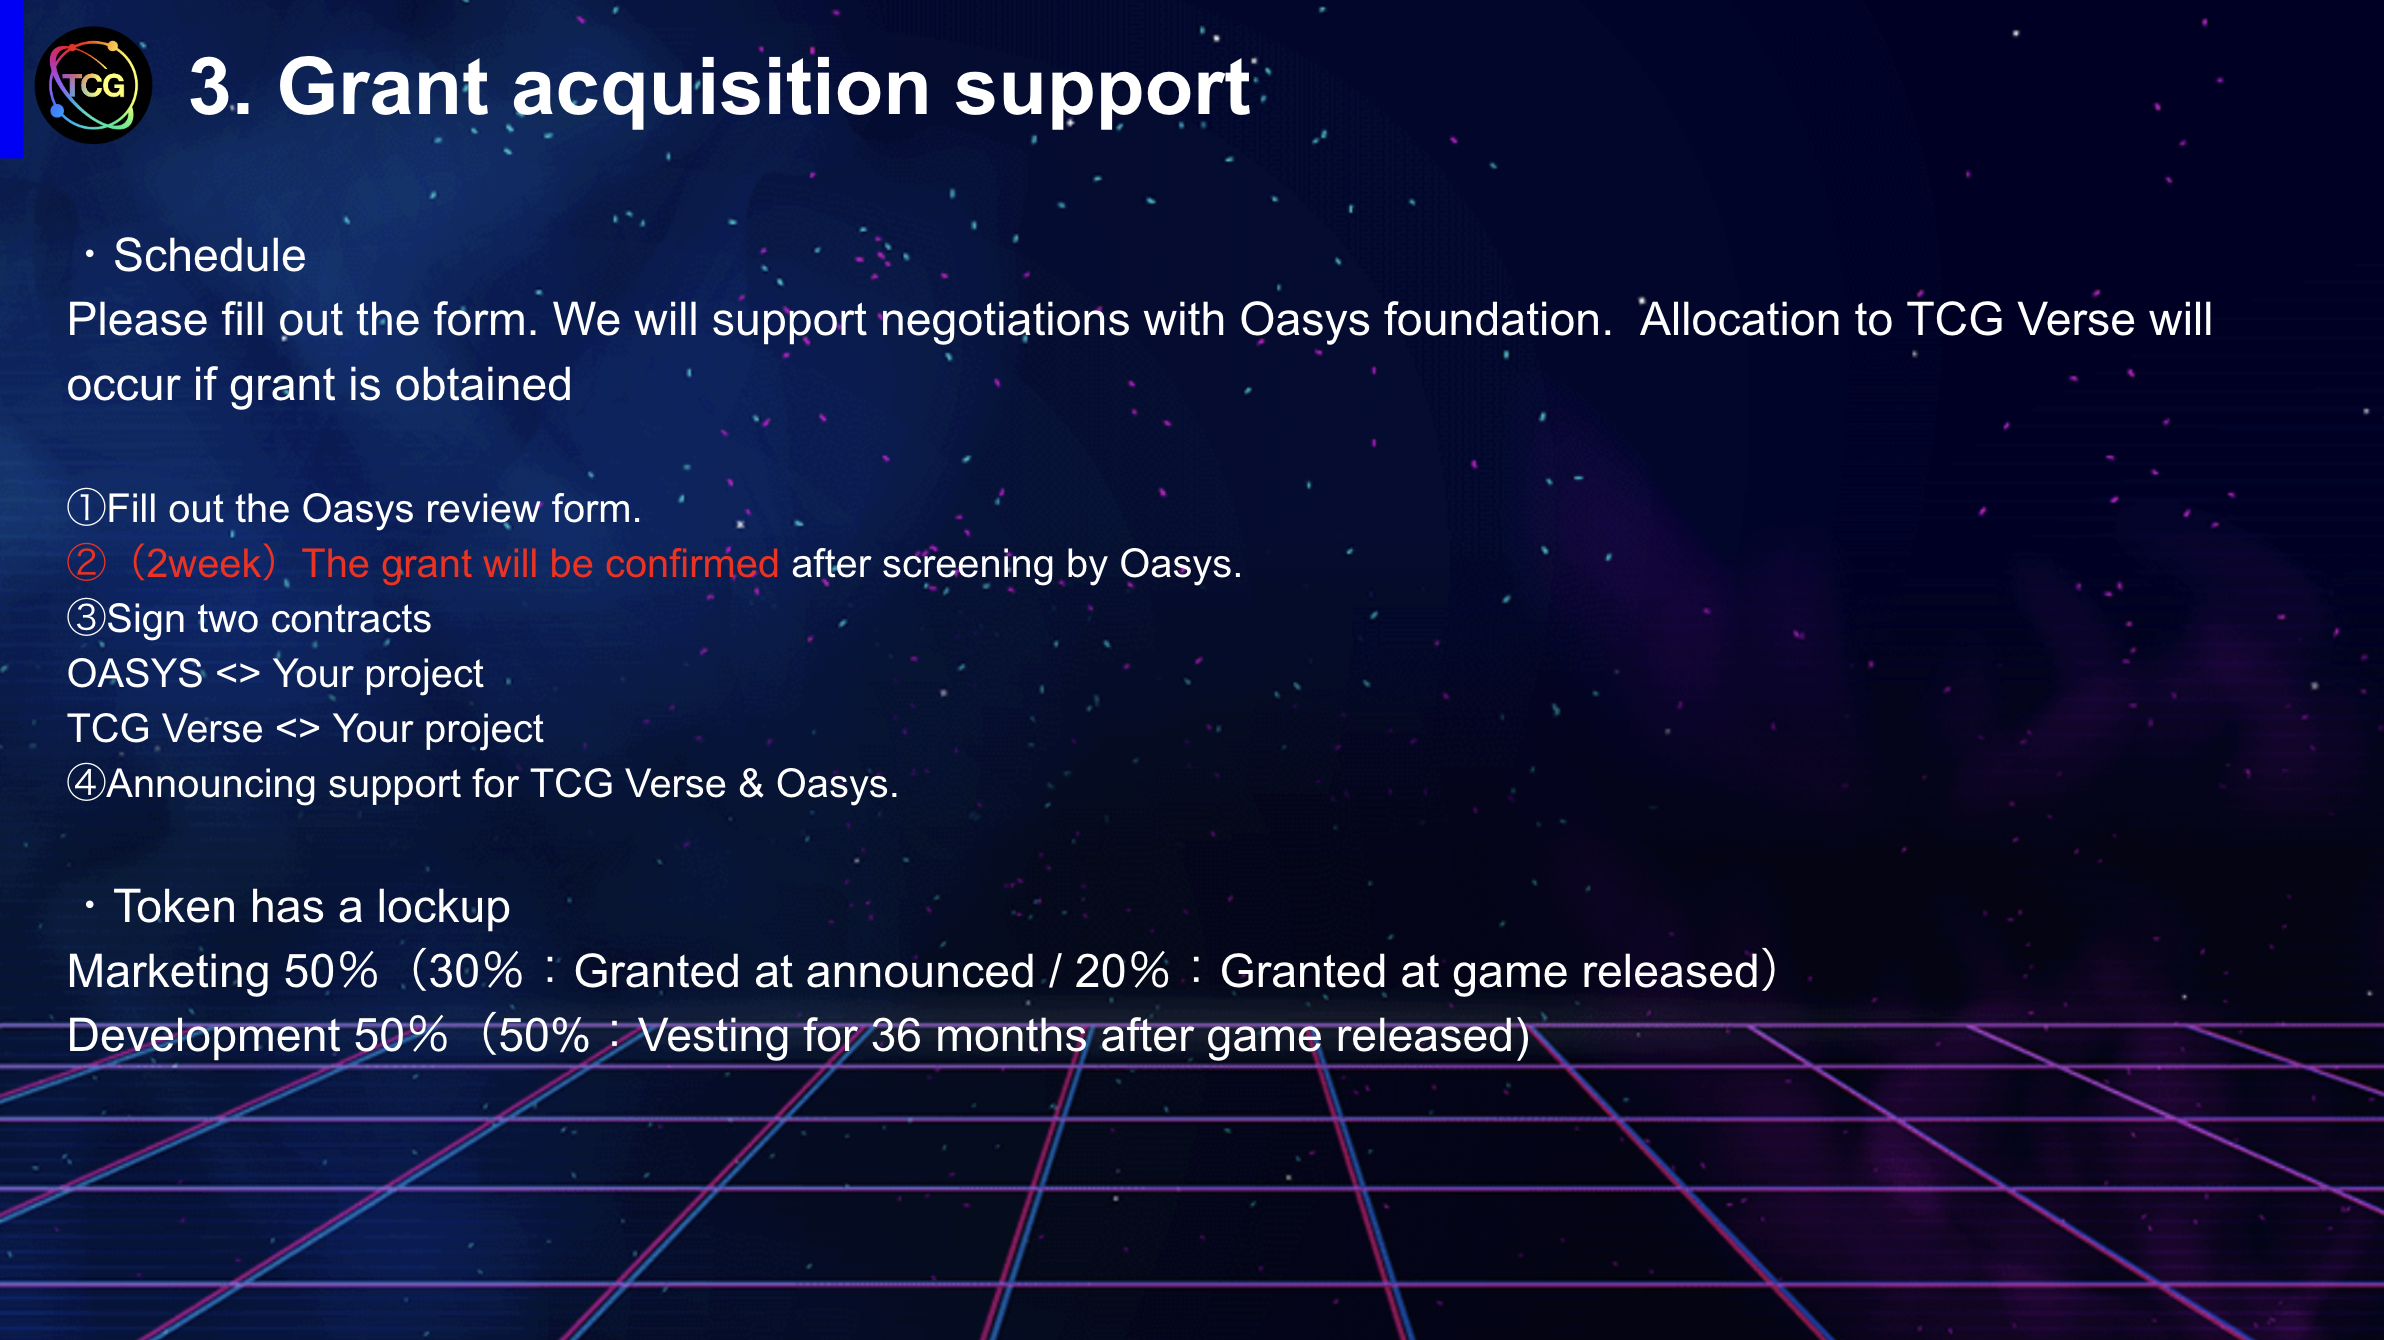 TCG
3. Grant acquisition support
・Schedule
Please fill out the form. We will support negotiations with Oasys foundation.  Allocation to TCG Verse will
occur if grant is obtained
①Fill out the Oasys review form.
②（2week）The grant will be confirmed after screening by Oasys.
③Sign two contracts
OASYS <> Your project
TCG Verse <> Your project
④Announcing support for TCG Verse & Oasys.
・Token has a lockup
Marketing 50％（30％：Granted at announced / 20％：Granted at game released）
Development 50％（50%：Vesting for 36 months after game released)